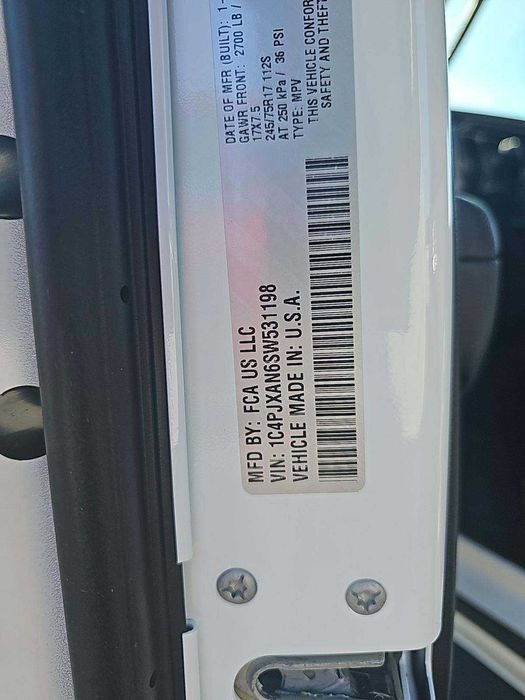 MFD BY: FCA US LLC
DATE OF MFR (BUILT): 1-
GAWR FRONT: 2700 LB /
17X7.5
245/75R17 112S
AT 250 kPa / 36 PSI
VIN: 1C4PJXAN6SW531198
TYPE: MPV
VEHICLE MADE IN: U.S.A.
THIS VEHICLE CONFOR
SAFETY AND THEFT